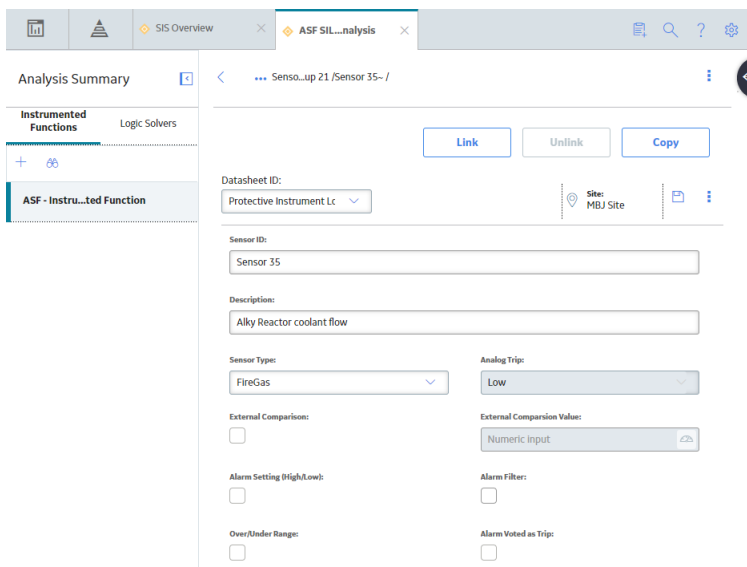 SIS Overview
ASF SIL...nalysis
Analysis Summary
Senso...up 21 /Sensor 35~ /
Instrumented
Functions
Logic Solvers
Link
Unlink
Copy
Datasheet ID:
Protective Instrument Lc
Site:
MBJ Site
ASF - Instru...ted Function
Sensor ID:
Sensor 35
Description:
Alky Reactor coolant flow
Sensor Type:
Analog Trip:
FireGas
Low
External Comparison:
External Comparsion Value:
Numeric input
Alarm Setting (High/Low):
Alarm Filter:
Over/Under Range:
Alarm Voted as Trip: